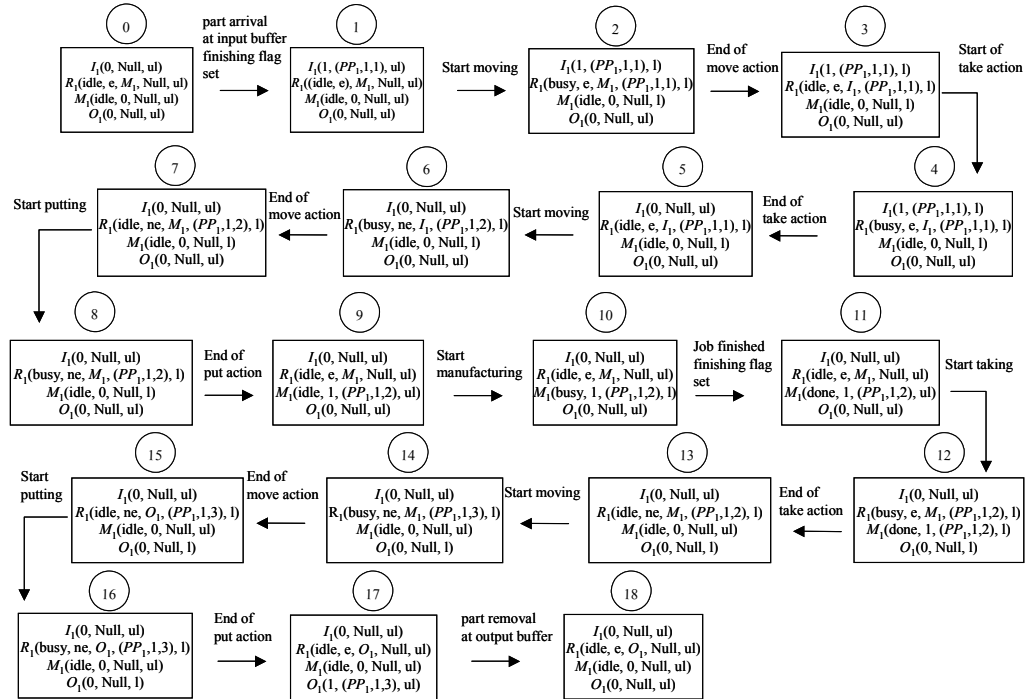 0
I1(0, Null, ul)
R1(idle, e, M1, Null, ul)
M1(idle, 0, Null, ul)
O1(0, Null, ul)
part arrival
at input buffer
finishing flag
set
1
I1(1, (PP1,1,1), ul)
R1((idle, e), M1, Null, ul)
M1(idle, 0, Null, ul)
O1(0, Null, ul)
Start moving
2
I1(1, (PP1,1,1), l)
R1(busy, e, M1, (PP1,1,1), l)
M1(idle, 0, Null, l)
O1(0, Null, ul)
End of
move action
3
I1(1, (PP1,1,1), l)
R1(idle, e, I1, (PP1,1,1), l)
M1(idle, 0, Null, l)
O1(0, Null, ul)
Start of
take action
4
I1(1, (PP1,1,1), l)
R1(busy, e, I1, (PP1,1,1), l)
M1(idle, 0, Null, l)
O1(0, Null, ul)
End of
take action
5
I1(0, Null, ul)
R1(idle, e, I1, (PP1,1,1), l)
M1(idle, 0, Null, l)
O1(0, Null, ul)
Start moving
6
I1(0, Null, ul)
R1(busy, ne, I1, (PP1,1,2), l)
M1(idle, 0, Null, l)
O1(0, Null, ul)
End of
move action
7
I1(0, Null, ul)
R1(idle, ne, M1, (PP1,1,2), l)
M1(idle, 0, Null, l)
O1(0, Null, ul)
Start putting
8
I1(0, Null, ul)
R1(busy, ne, M1, (PP1,1,2), l)
M1(idle, 0, Null, l)
O1(0, Null, ul)
End of
put action
9
I1(0, Null, ul)
R1(idle, e, M1, Null, ul)
M1(idle, 1, (PP1,1,2), ul)
O1(0, Null, ul)
Start
manufacturing
10
I1(0, Null, ul)
R1(idle, e, M1, Null, ul)
M1(busy, 1, (PP1,1,2), l)
O1(0, Null, ul)
Job finished
finishing flag
set
11
I1(0, Null, ul)
R1(idle, e, M1, Null, ul)
M1(done, 1, (PP1,1,2), ul)
O1(0, Null, ul)
Start taking
12
I1(0, Null, ul)
R1(busy, e, M1, (PP1,1,2), l)
M1(done, 1, (PP1,1,2), l)
O1(0, Null, l)
End of
take action
13
I1(0, Null, ul)
R1(idle, ne, M1, (PP1,1,2), l)
M1(idle, 0, Null, ul)
O1(0, Null, l)
Start moving
14
I1(0, Null, ul)
R1(busy, ne, M1, (PP1,1,3), l)
M1(idle, 0, Null, ul)
O1(0, Null, l)
End of
move action
15
I1(0, Null, ul)
R1(idle, ne, O1, (PP1,1,3), l)
M1(idle, 0, Null, ul)
O1(0, Null, l)
Start
putting
16
I1(0, Null, ul)
R1(busy, ne, O1, (PP1,1,3), l)
M1(idle, 0, Null, ul)
O1(0, Null, l)
End of
put action
17
I1(0, Null, ul)
R1(idle, e, O1, Null, ul)
M1(idle, 0, Null, ul)
O1(1, (PP1,1,3), ul)
part removal
at output buffer
18
I1(0, Null, ul)
R1(idle, e, O1, Null, ul)
M1(idle, 0, Null, ul)
O1(0, Null, ul)